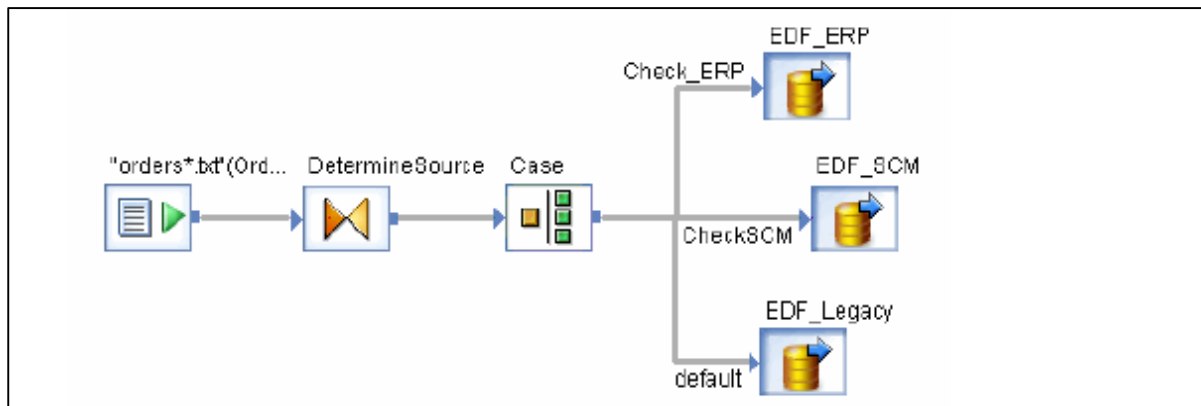 EDF_ERP
Check_ERP
"orders*.txt"(Ord... DetermineSource Case
EDF_SCM
CheckSCM
EDF_Legacy
default